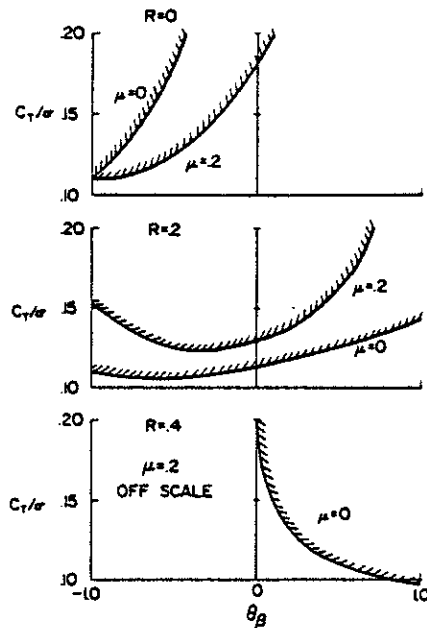 .20
R=0
μ=0
C_T/σ
.15
μ=.2
.10
.20
R=.2
μ=.2
C_T/σ
.15
μ=0
.10
.20
R=.4
μ=.2
OFF SCALE
C_T/σ
.15
μ=0
.10
-1.0
0
1.0
θ_β